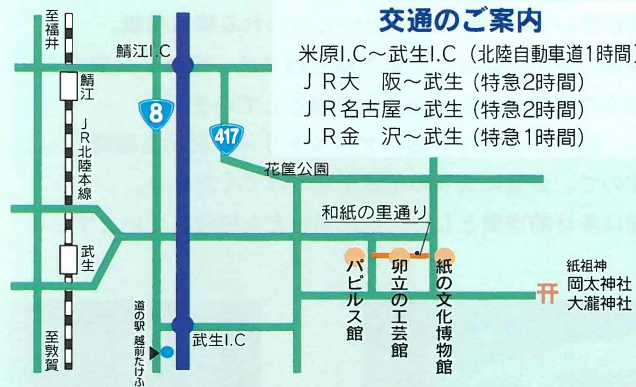 交通のご案内
米原I.C～武生I.C（北陸自動車道1時間）
ＪＲ大　阪～武生（特急2時間）
ＪＲ名古屋～武生（特急2時間）
ＪＲ金　沢～武生（特急1時間）
至福井
鯖江I.C
鯖江
8
417
ＪＲ北陸本線
花筐公園
和紙の里通り
武生
パピルス館
卯立の工芸館
紙の文化博物館
紙祖神
岡太神社
大瀧神社
道の駅 越前たけふ
武生I.C
至敦賀